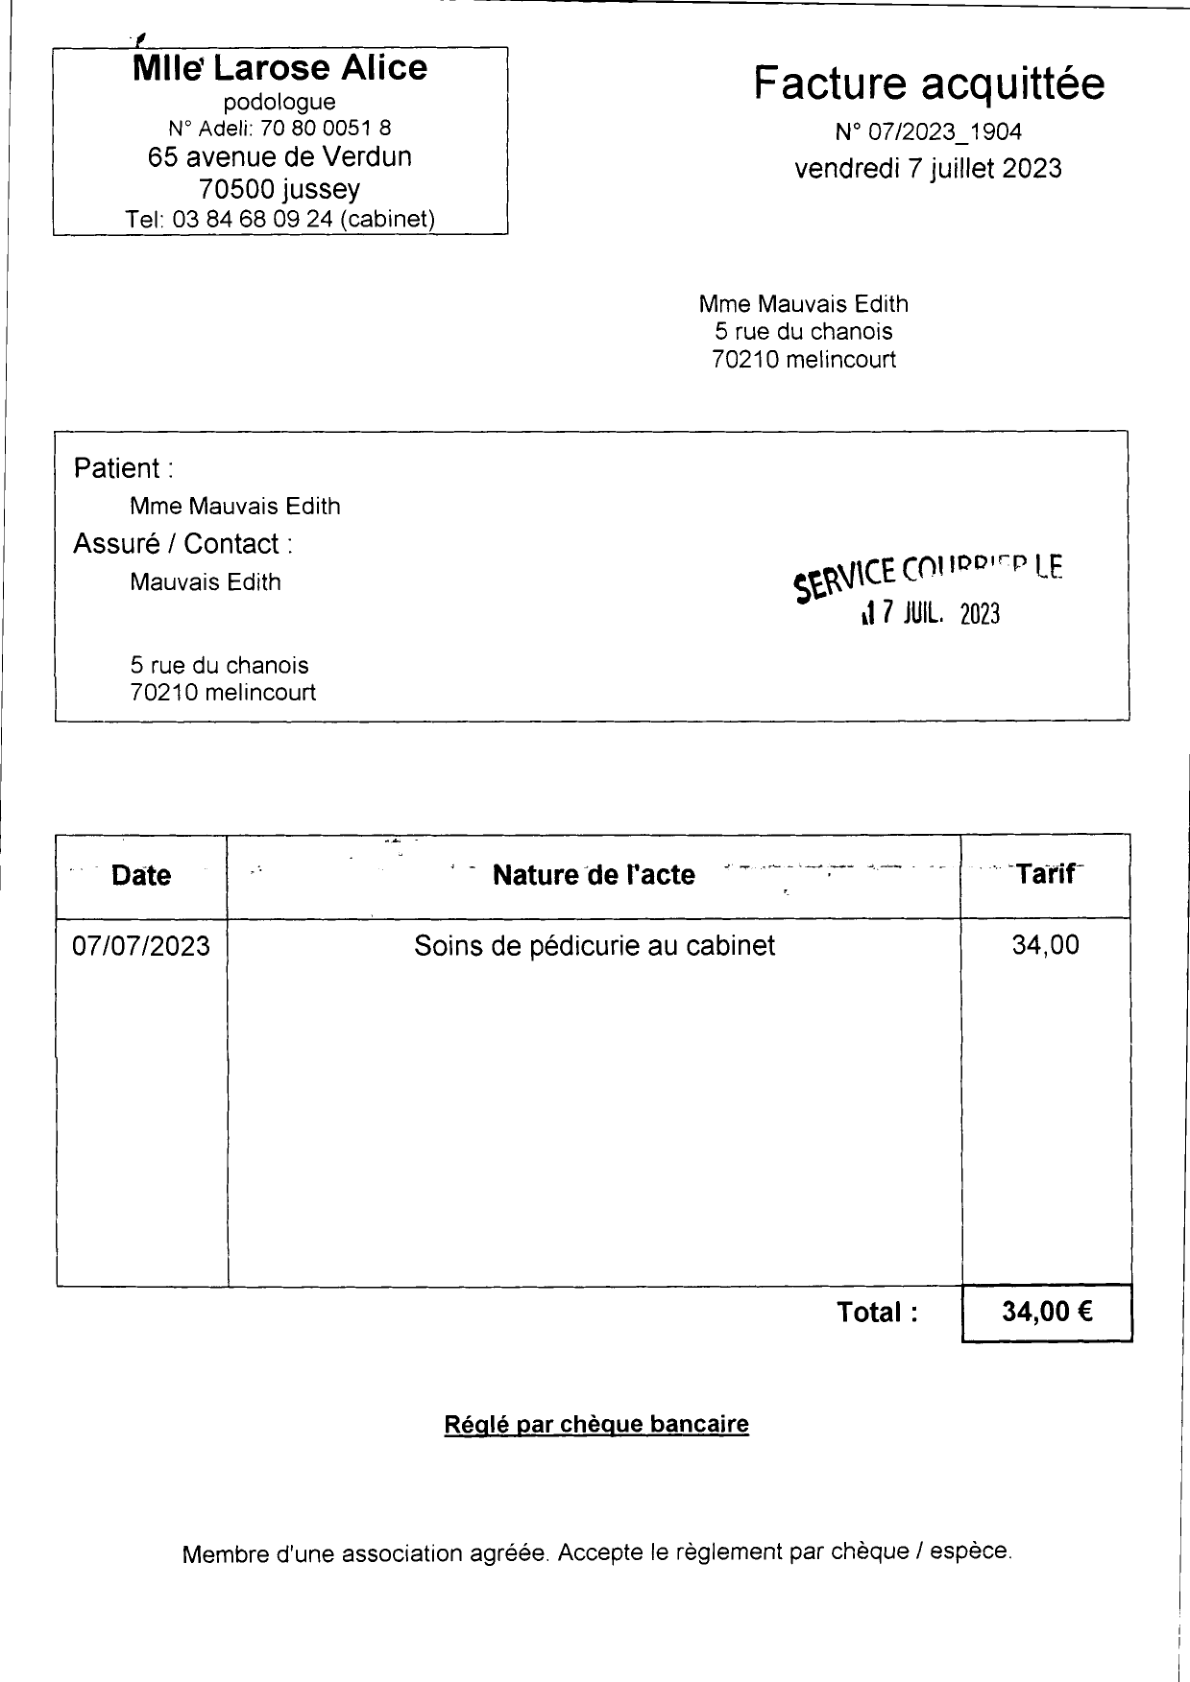 Mlle Larose Alice
podologue
N° Adeli: 70 80 0051 8
65 avenue de Verdun
70500 jussey
Tel: 03 84 68 09 24 (cabinet)
Facture acquittée
N° 07/2023_1904
vendredi 7 juillet 2023
Mme Mauvais Edith
5 rue du chanois
70210 melincourt
Patient :
Mme Mauvais Edith
Assuré / Contact :
Mauvais Edith
5 rue du chanois
70210 melincourt
SERVICE COURRIER LE
17 JUIL. 2023
Date Nature de l'acte Tarif
07/07/2023 Soins de pédicurie au cabinet 34,00
Total : 34,00 €
Réglé par chèque bancaire
Membre d'une association agréée. Accepte le règlement par chèque / espèce.